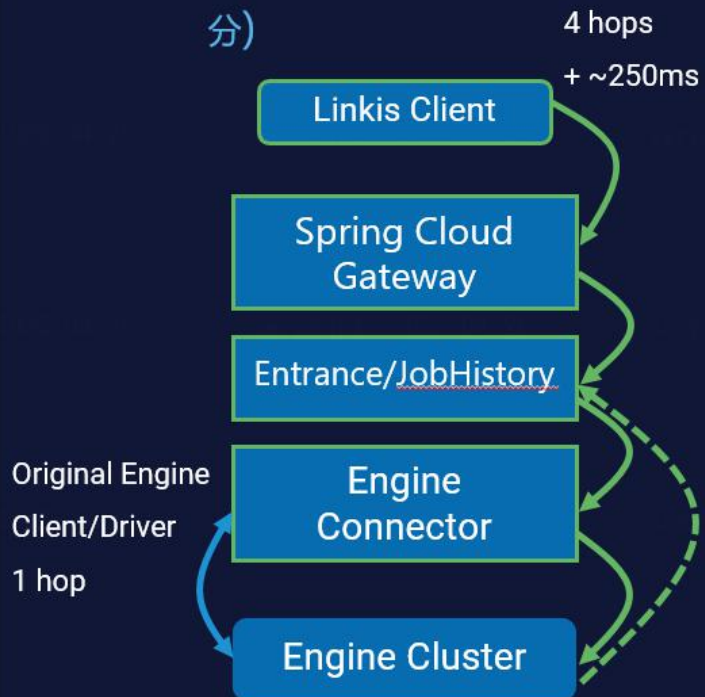 分)
4 hops
+ ~250ms
Linkis Client
Spring Cloud
Gateway
Entrance/JobHistory
Original Engine
Client/Driver
1 hop
Engine
Connector
Engine Cluster